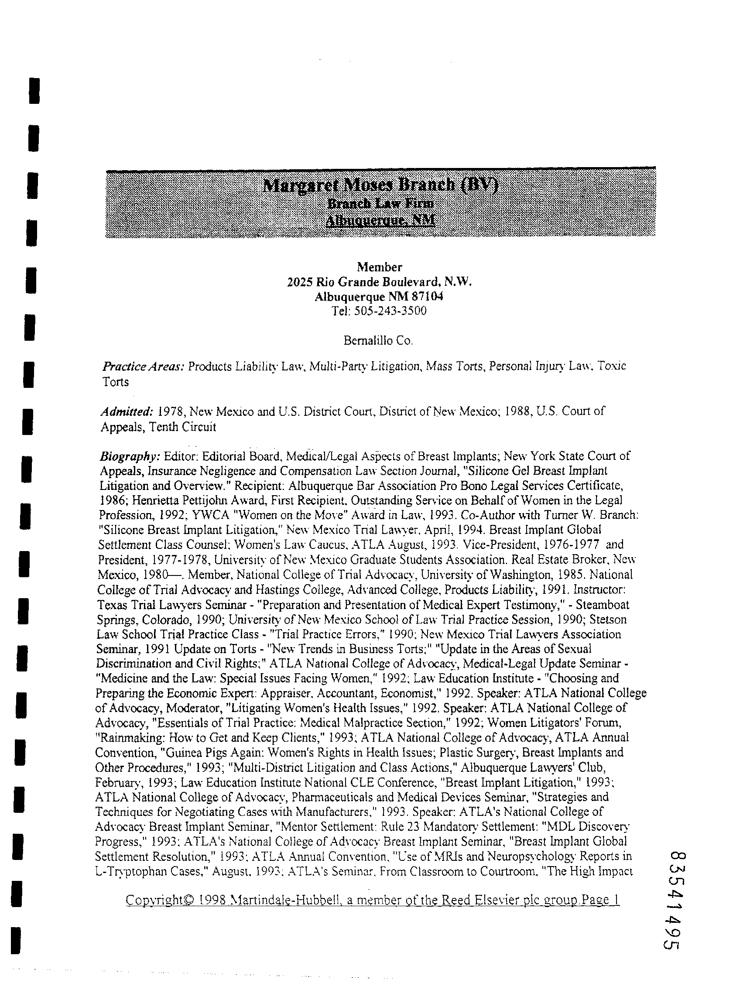 Margaret Moses Branch (BV)
Branch Law Firm
Albuquerque, NM
Member
2025 Rio Grande Boulevard, N.W.
Albuquerque NM 87104
Tel: 505-243-3500
Bernalillo Co.
Practice Areas: Products Liability Law, Multi-Party Litigation, Mass Torts, Personal Injury Law, Toxic
Torts
Admitted: 1978, New Mexico and U.S. District Court, District of New Mexico; 1988, U.S. Court of
Appeals, Tenth Circuit
Biography: Editor: Editorial Board, Medical/Legal Aspects of Breast Implants; New York State Court of
Appeals, Insurance Negligence and Compensation Law Section Journal, "Silicone Gel Breast Implant
Litigation and Overview." Recipient: Albuquerque Bar Association Pro Bono Legal Services Certificate,
1986; Henrietta Pettijohn Award, First Recipient, Outstanding Service on Behalf of Women in the Legal
Profession, 1992; YWCA "Women on the Move" Award in Law, 1993. Co-Author with Turner W. Branch:
"Silicone Breast Implant Litigation," New Mexico Trial Lawyer, April, 1994. Breast Implant Global
Settlement Class Counsel; Women's Law Caucus, ATLA August, 1993. Vice-President, 1976-1977 and
President, 1977-1978, University of New Mexico Graduate Students Association. Real Estate Broker, New
Mexico, 1980—. Member, National College of Trial Advocacy, University of Washington, 1985. National
College of Trial Advocacy and Hastings College, Advanced College, Products Liability, 1991. Instructor:
Texas Trial Lawyers Seminar - "Preparation and Presentation of Medical Expert Testimony," - Steamboat
Springs, Colorado, 1990; University of New Mexico School of Law Trial Practice Session, 1990; Stetson
Law School Trial Practice Class - "Trial Practice Errors," 1990; New Mexico Trial Lawyers Association
Seminar, 1991 Update on Torts - "New Trends in Business Torts;" "Update in the Areas of Sexual
Discrimination and Civil Rights;" ATLA National College of Advocacy, Medical-Legal Update Seminar -
"Medicine and the Law: Special Issues Facing Women," 1992; Law Education Institute - "Choosing and
Preparing the Economic Expert: Appraiser, Accountant, Economist," 1992. Speaker: ATLA National College
of Advocacy, Moderator, "Litigating Women's Health Issues," 1992. Speaker: ATLA National College of
Advocacy, "Essentials of Trial Practice: Medical Malpractice Section," 1992; Women Litigators' Forum,
"Rainmaking: How to Get and Keep Clients," 1993; ATLA National College of Advocacy, ATLA Annual
Convention, "Guinea Pigs Again: Women's Rights in Health Issues; Plastic Surgery, Breast Implants and
Other Procedures," 1993; "Multi-District Litigation and Class Actions," Albuquerque Lawyers' Club,
February, 1993; Law Education Institute National CLE Conference, "Breast Implant Litigation," 1993;
ATLA National College of Advocacy, Pharmaceuticals and Medical Devices Seminar, "Strategies and
Techniques for Negotiating Cases with Manufacturers," 1993. Speaker: ATLA's National College of
Advocacy Breast Implant Seminar, "Mentor Settlement: Rule 23 Mandatory Settlement: "MDL Discovery
Progress," 1993; ATLA's National College of Advocacy Breast Implant Seminar, "Breast Implant Global
Settlement Resolution," 1993; ATLA Annual Convention, "Use of MRIs and Neuropsychology Reports in
L-Tryptophan Cases," August, 1993; ATLA's Seminar, From Classroom to Courtroom, "The High Impact
Copyright© 1998 Martindale-Hubbell, a member of the Reed Elsevier plc group.Page 1
83541495